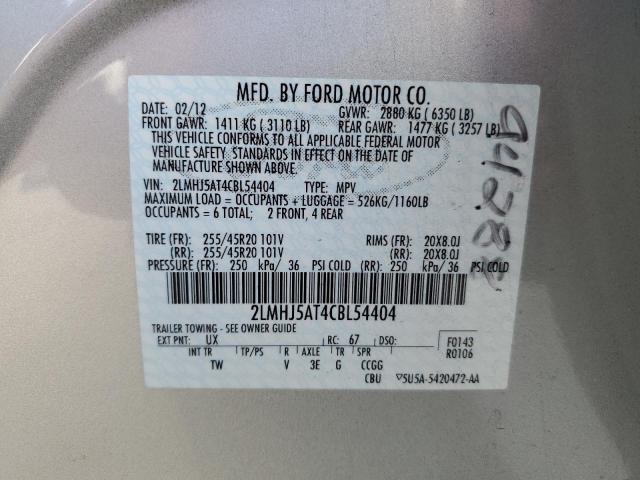 MFD. BY FORD MOTOR CO.
DATE: 02/12 GVWR: 2880 KG ( 6350 LB)
FRONT GAWR: 1411 KG ( 3110 LB) REAR GAWR: 1477 KG ( 3257 LB)
THIS VEHICLE CONFORMS TO ALL APPLICABLE FEDERAL MOTOR
VEHICLE SAFETY. STANDARDS IN EFFECT ON THE DATE OF
MANUFACTURE SHOWN ABOVE.
VIN: 2LMHJ5AT4CBL54404 TYPE: MPV
MAXIMUM LOAD = OCCUPANTS + LUGGAGE = 526KG/1160LB
OCCUPANTS = 6 TOTAL; 2 FRONT, 4 REAR
TIRE (FR): 255/45R20 101V RIMS (FR): 20X8.0J
(RR): 255/45R20 101V (RR): 20X8.0J
PRESSURE (FR): 250 kPa/ 36 PSI COLD (RR): 250 kPa/ 36 PSI COLD
2LMHJ5AT4CBL54404
TRAILER TOWING - SEE OWNER GUIDE
EXT PNT: UX RC: 67 DSO: F0143
INT TR TP/PS R AXLE TR SPR R0106
TW V 3E G CCGG
CBU ▽5U5A-5420472-AA